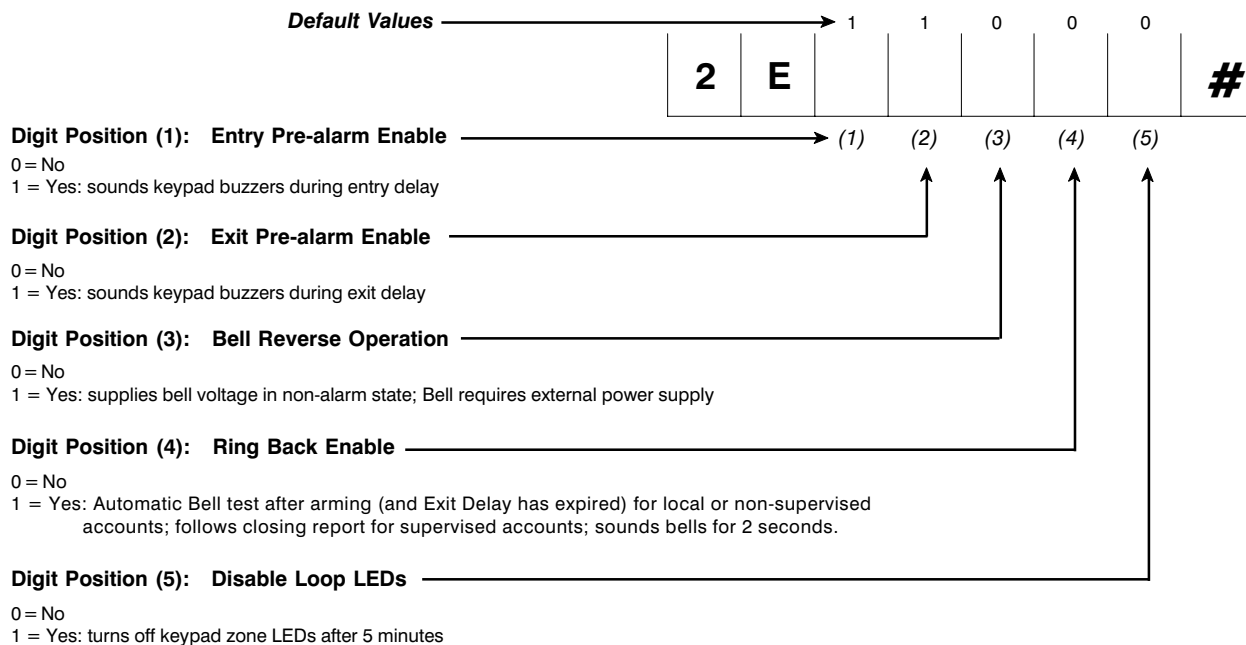 Default Values 1 1 0 0 0
2 E #
Digit Position (1): Entry Pre-alarm Enable (1) (2) (3) (4) (5)
0 = No
1 = Yes: sounds keypad buzzers during entry delay
Digit Position (2): Exit Pre-alarm Enable
0 = No
1 = Yes: sounds keypad buzzers during exit delay
Digit Position (3): Bell Reverse Operation
0 = No
1 = Yes: supplies bell voltage in non-alarm state; Bell requires external power supply
Digit Position (4): Ring Back Enable
0 = No
1 = Yes: Automatic Bell test after arming (and Exit Delay has expired) for local or non-supervised
accounts; follows closing report for supervised accounts; sounds bells for 2 seconds.
Digit Position (5): Disable Loop LEDs
0 = No
1 = Yes: turns off keypad zone LEDs after 5 minutes